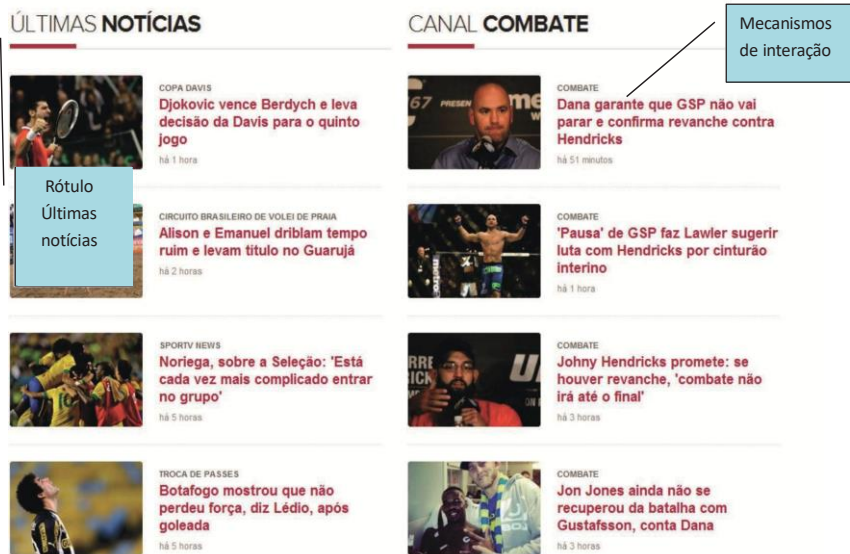 ÚLTIMAS NOTÍCIAS
COPA DAVIS
Djokovic vence Berdych e leva
decisão da Davis para o quinto
jogo
há 1 hora
Rótulo
Últimas
notícias
CIRCUITO BRASILEIRO DE VOLEI DE PRAIA
Alison e Emanuel driblam tempo
ruim e levam título no Guarujá
há 2 horas
SPORTV NEWS
Noriega, sobre a Seleção: 'Está
cada vez mais complicado entrar
no grupo'
há 5 horas
TROCA DE PASSES
Botafogo mostrou que não
perdeu força, diz Lédio, após
goleada
há 5 horas
CANAL COMBATE
Mecanismos
de interação
67 PRESEN
COMBATE
Dana garante que GSP não vai
parar e confirma revanche contra
Hendricks
há 51 minutos
metro
COMBATE
'Pausa' de GSP faz Lawler sugerir
luta com Hendricks por cinturão
interino
há 1 hora
COMBATE
Johny Hendricks promete: se
houver revanche, 'combate não
irá até o final'
há 3 horas
COMBATE
Jon Jones ainda não se
recuperou da batalha com
Gustafsson, conta Dana
há 3 horas